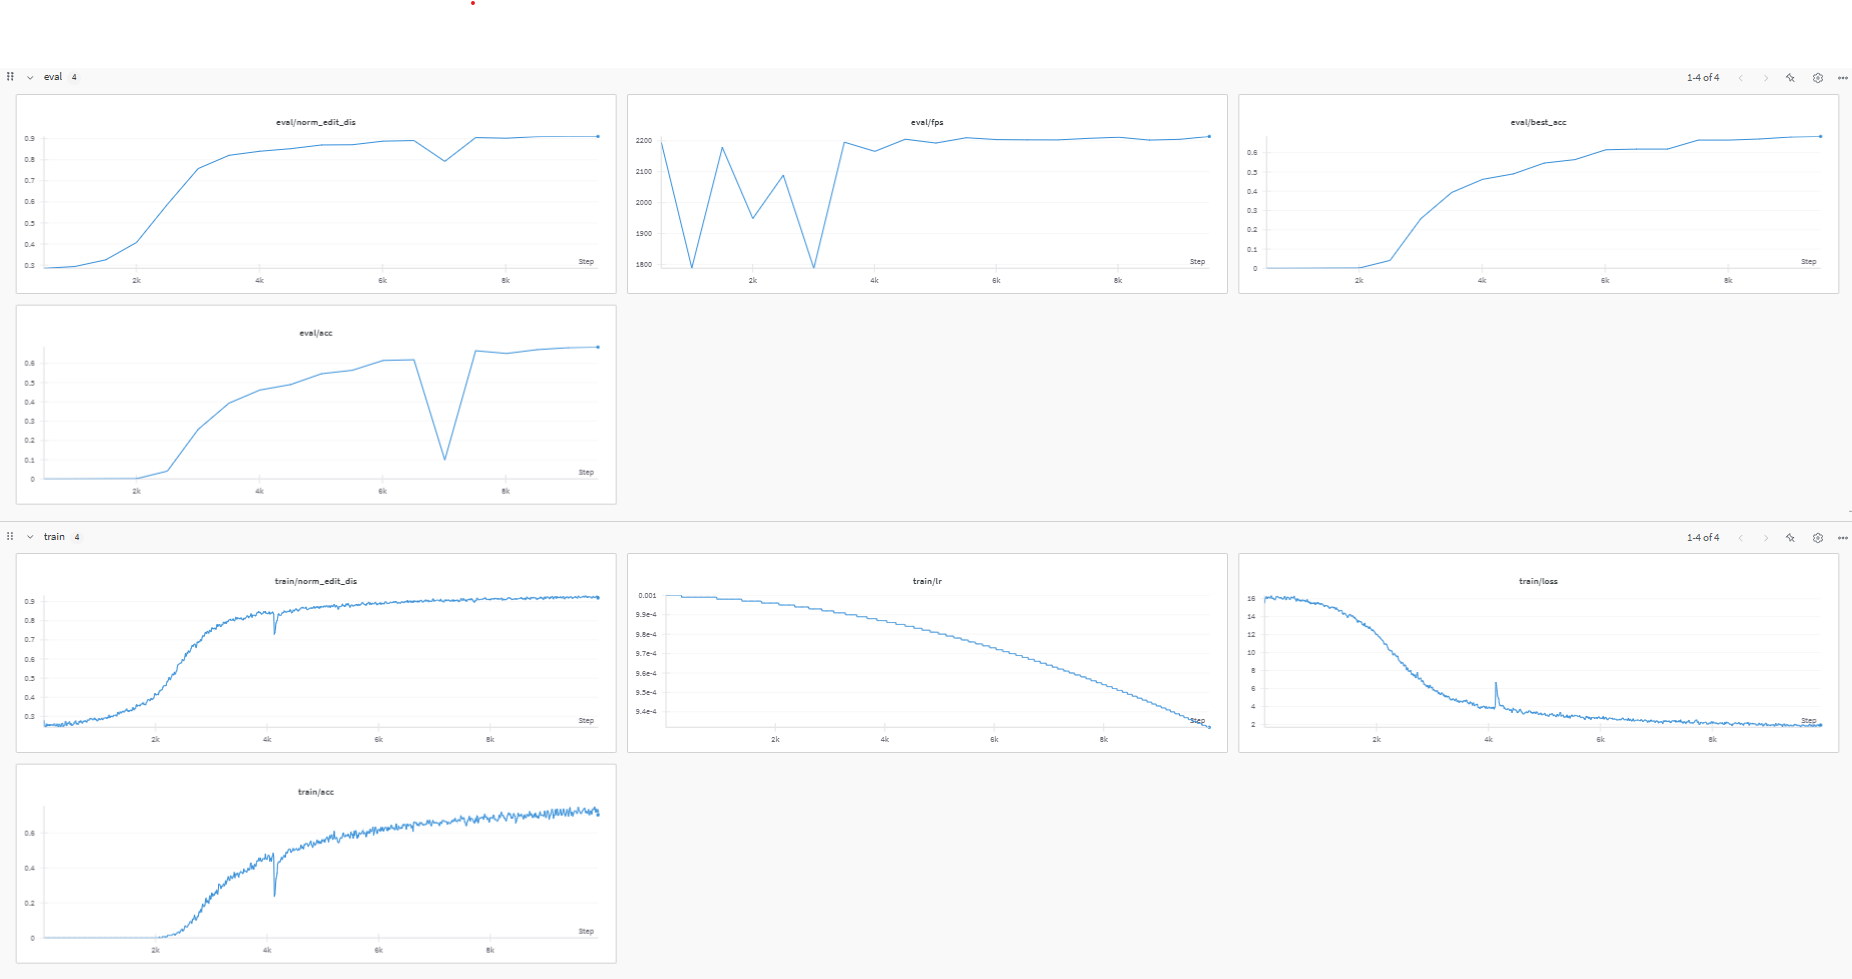 eval 4
1-4 of 4
eval/norm_edit_dis
0.9
0.8
0.7
0.6
0.5
0.4
0.3
Step
2k 4k 6k 8k
eval/fps
2200
2100
2000
1900
1800
Step
2k 4k 6k 8k
eval/best_acc
0.6
0.5
0.4
0.3
0.2
0.1
0
Step
2k 4k 6k 8k
eval/acc
0.6
0.5
0.4
0.3
0.2
0.1
0
Step
2k 4k 6k 8k
train 4
1-4 of 4
train/norm_edit_dis
0.9
0.8
0.7
0.6
0.5
0.4
0.3
Step
2k 4k 6k 8k
train/lr
0.001
9.9e-4
9.8e-4
9.7e-4
9.6e-4
9.5e-4
9.4e-4
Step
2k 4k 6k 8k
train/loss
16
14
12
10
8
6
4
2
Step
2k 4k 6k 8k
train/acc
0.6
0.4
0.2
0
Step
2k 4k 6k 8k